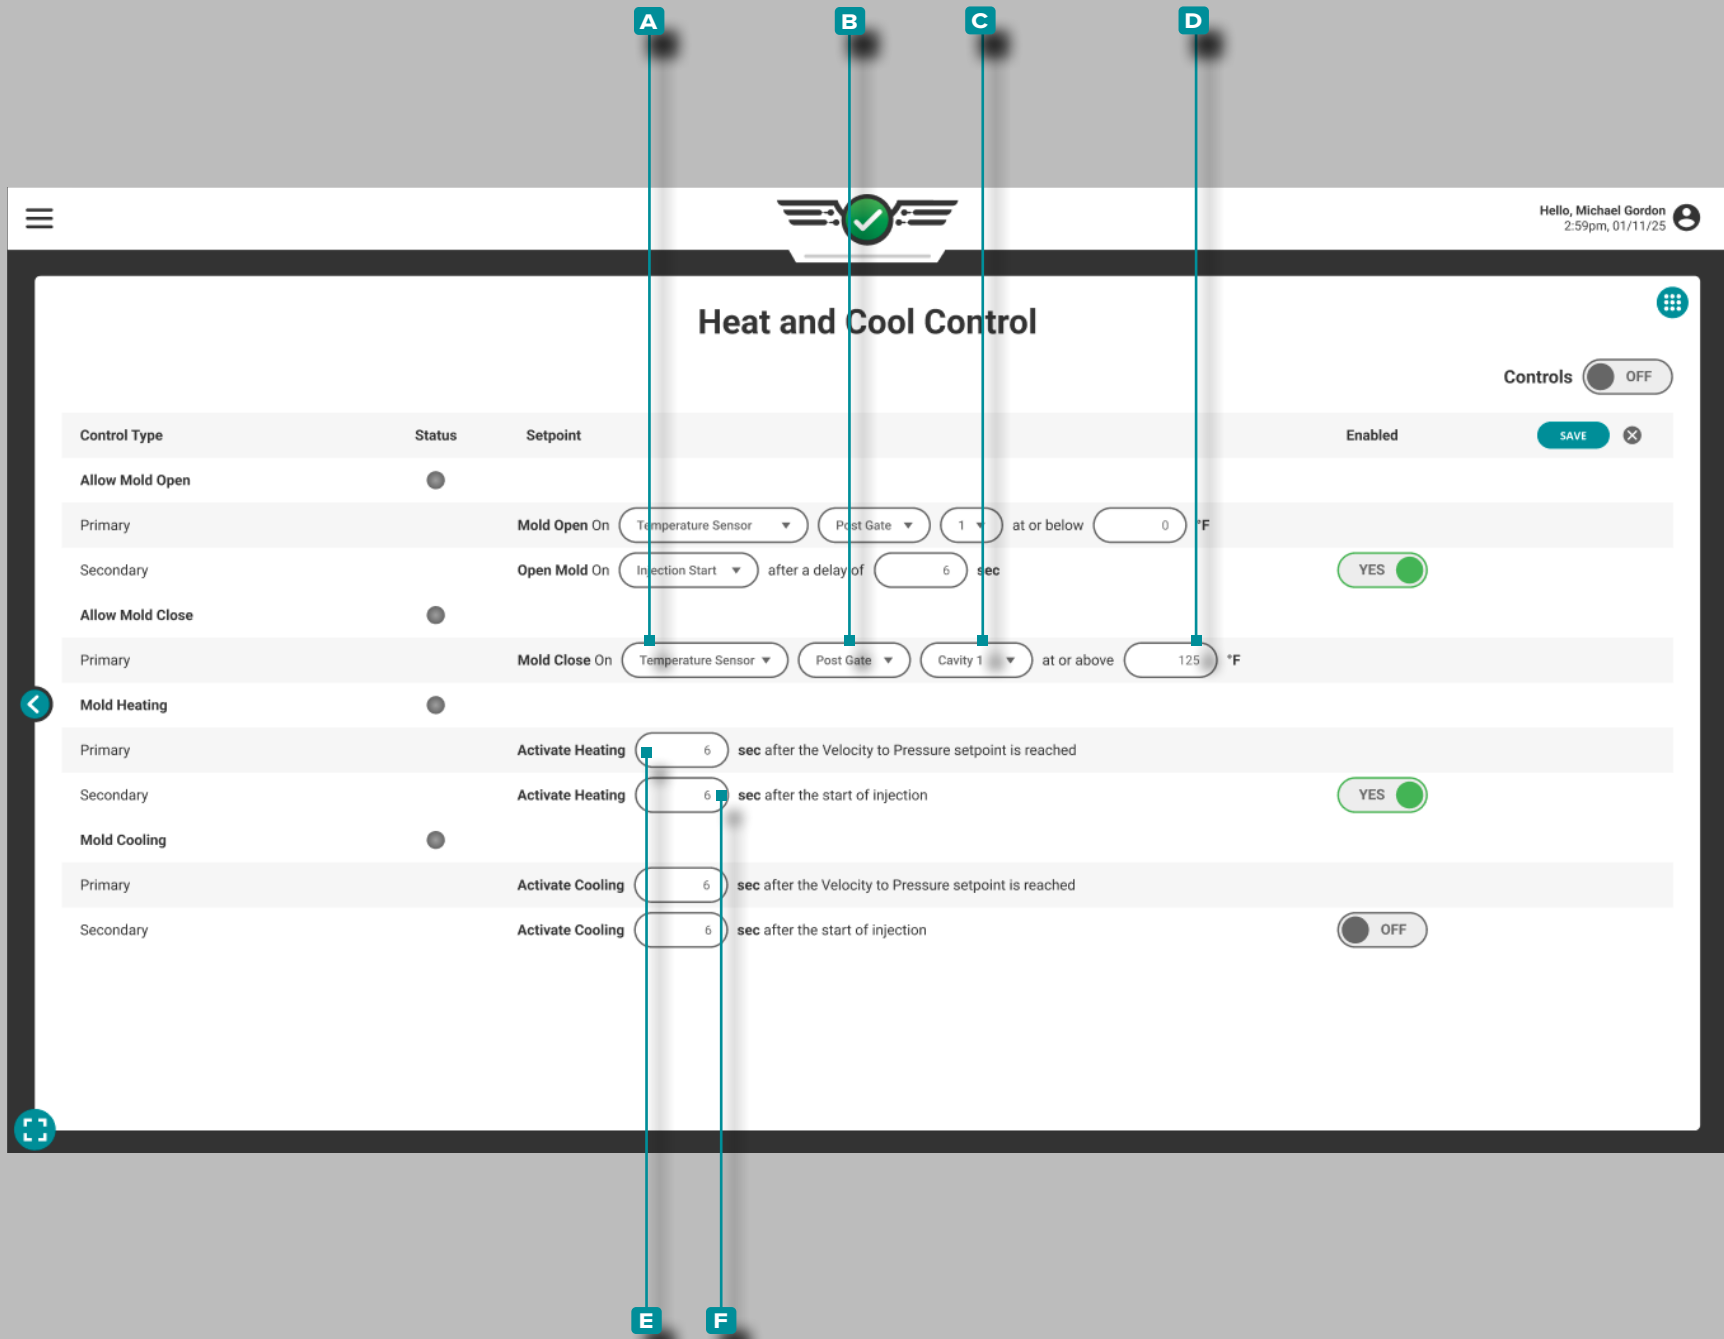 A B C D
Hello, Michael Gordon
2:59pm, 01/11/25
Heat and Cool Control
Controls OFF
Control Type Status Setpoint Enabled SAVE
Allow Mold Open
Primary Mold Open On Temperature Sensor Post Gate 1 at or below 0 °F
Secondary Open Mold On Injection Start after a delay of 6 sec YES
Allow Mold Close
Primary Mold Close On Temperature Sensor Post Gate Cavity 1 at or above 125 °F
Mold Heating
Primary Activate Heating 6 sec after the Velocity to Pressure setpoint is reached
Secondary Activate Heating 6 sec after the start of injection YES
Mold Cooling
Primary Activate Cooling 6 sec after the Velocity to Pressure setpoint is reached
Secondary Activate Cooling 6 sec after the start of injection OFF
E F